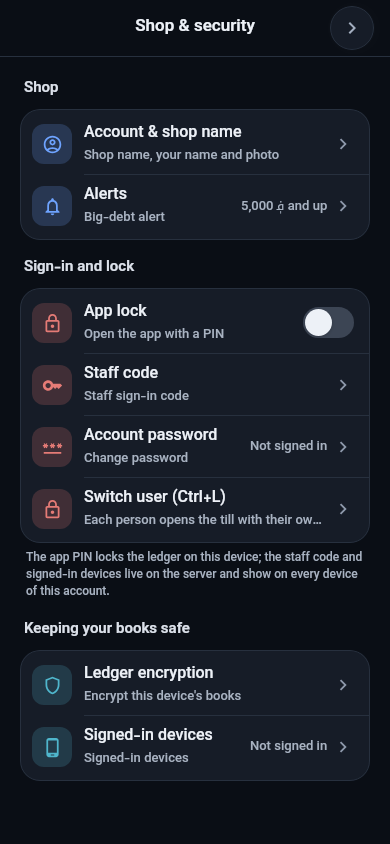 Shop & security
Shop
Account & shop name
Shop name, your name and photo
Alerts
Big-debt alert
5,000 ؋ and up
Sign-in and lock
App lock
Open the app with a PIN
Staff code
Staff sign-in code
Account password
Change password
Not signed in
Switch user (Ctrl+L)
Each person opens the till with their ow...
The app PIN locks the ledger on this device; the staff code and
signed-in devices live on the server and show on every device
of this account.
Keeping your books safe
Ledger encryption
Encrypt this device's books
Signed-in devices
Signed-in devices
Not signed in